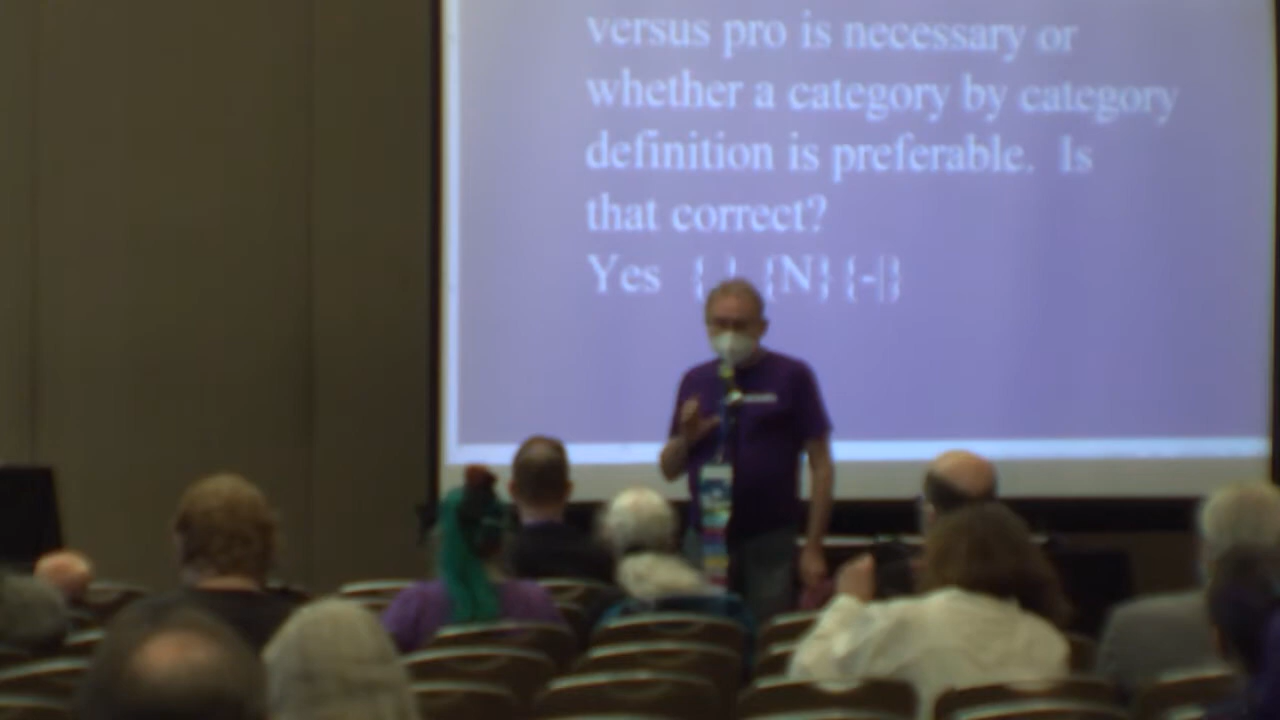 versus pro is necessary or
whether a category by category
definition is preferable. Is
that correct?
Yes {N} {-|}